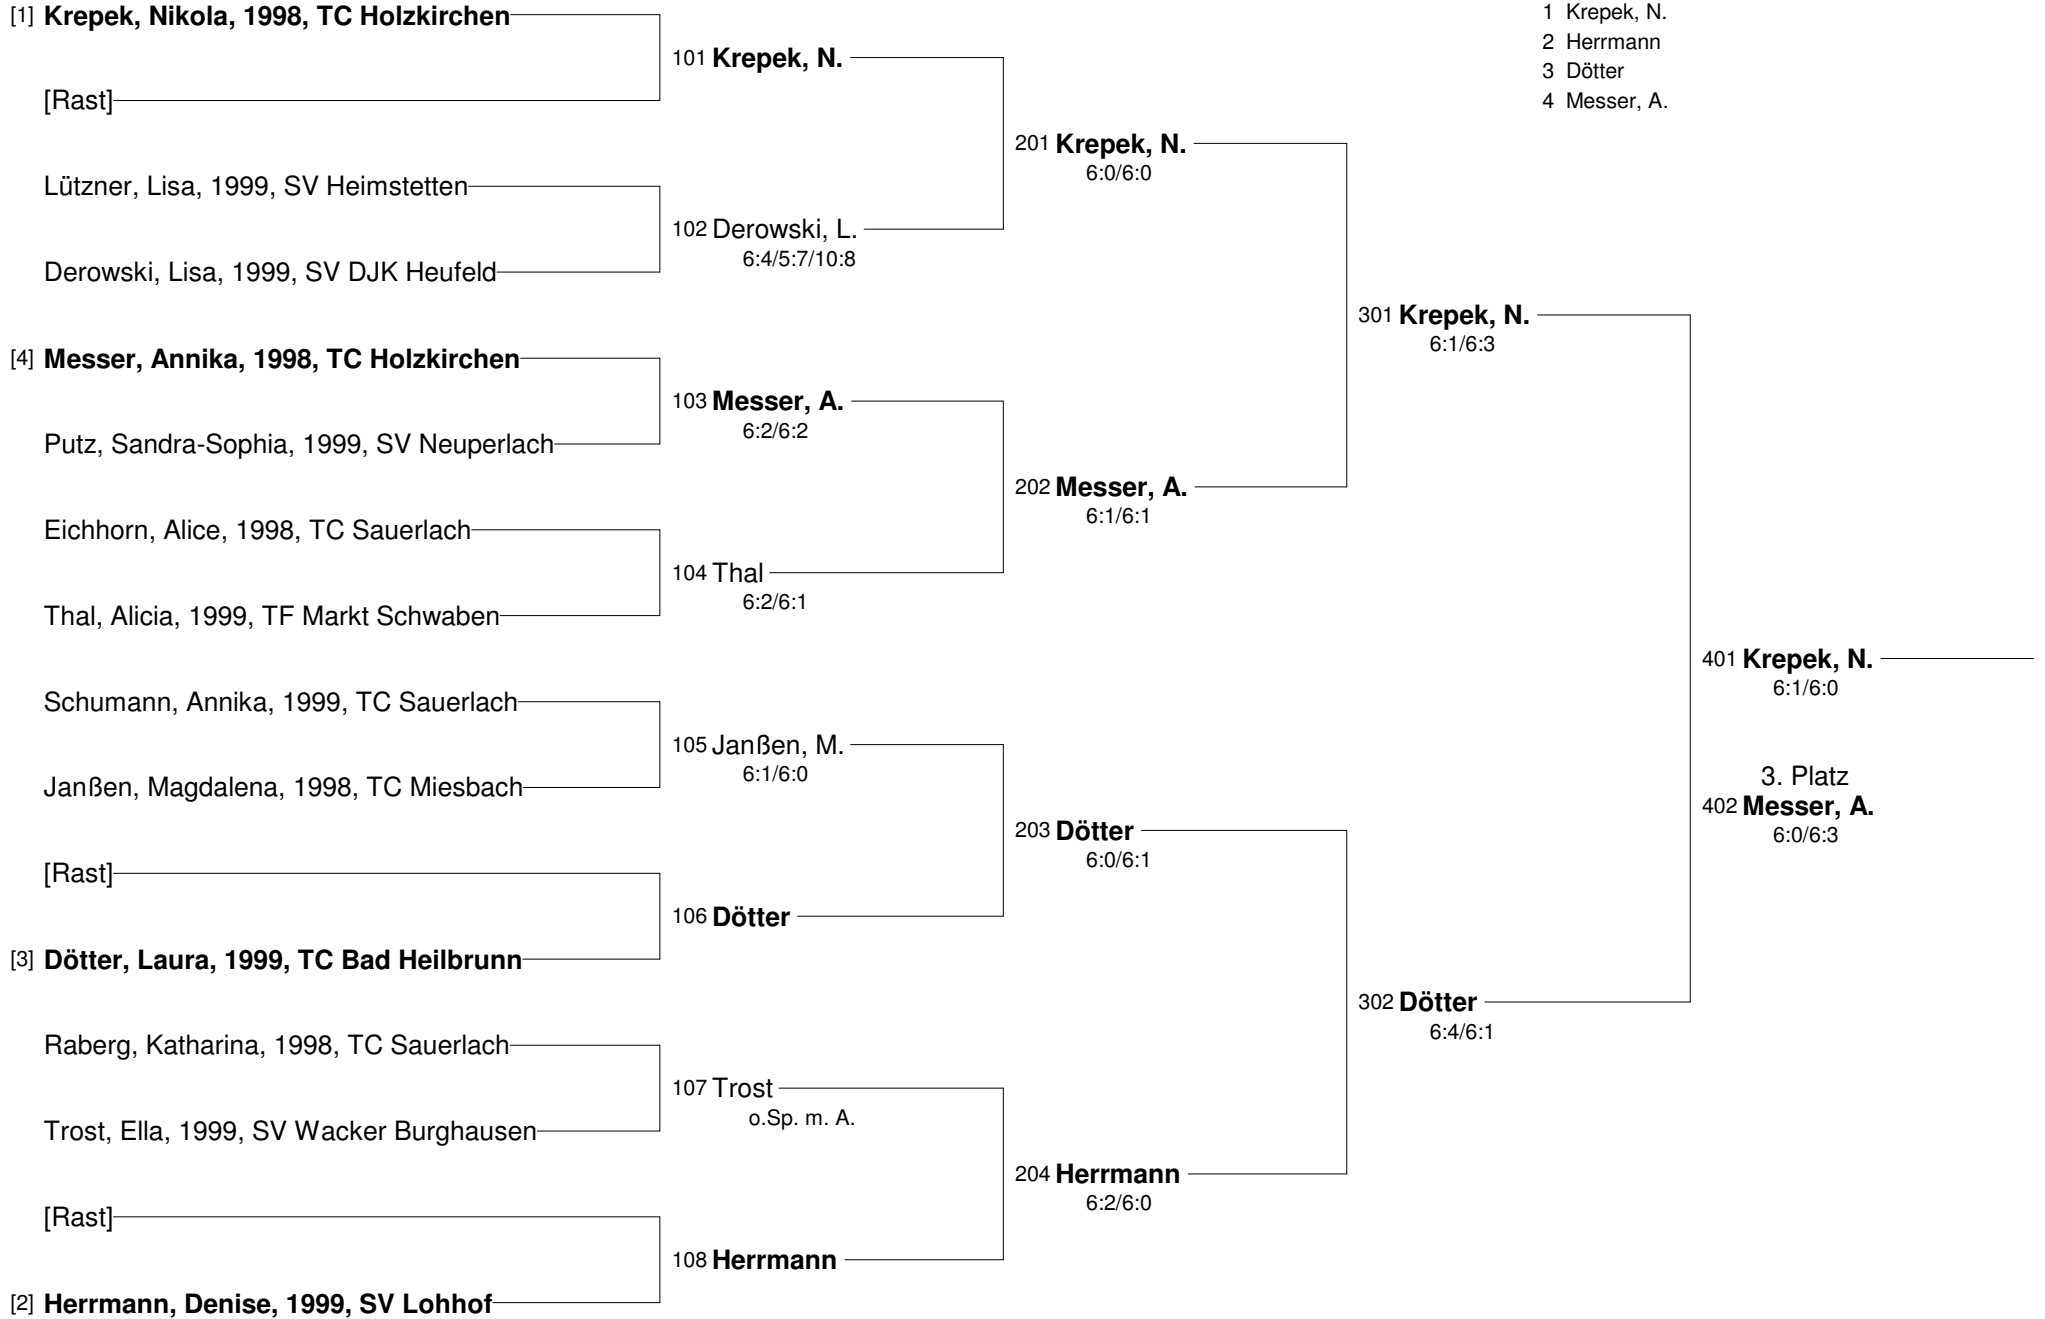 [1] Krepek, Nikola, 1998, TC Holzkirchen
[Rast]
Lützner, Lisa, 1999, SV Heimstetten
Derowski, Lisa, 1999, SV DJK Heufeld
[4] Messer, Annika, 1998, TC Holzkirchen
Putz, Sandra-Sophia, 1999, SV Neuperlach
Eichhorn, Alice, 1998, TC Sauerlach
Thal, Alicia, 1999, TF Markt Schwaben
Schumann, Annika, 1999, TC Sauerlach
Janßen, Magdalena, 1998, TC Miesbach
[Rast]
[3] Dötter, Laura, 1999, TC Bad Heilbrunn
Raberg, Katharina, 1998, TC Sauerlach
Trost, Ella, 1999, SV Wacker Burghausen
[Rast]
[2] Herrmann, Denise, 1999, SV Lohhof
101 Krepek, N.
102 Derowski, L.
6:4/5:7/10:8
103 Messer, A.
6:2/6:2
104 Thal
6:2/6:1
105 Janßen, M.
6:1/6:0
106 Dötter
107 Trost
o.Sp. m. A.
108 Herrmann
201 Krepek, N.
6:0/6:0
202 Messer, A.
6:1/6:1
203 Dötter
6:0/6:1
204 Herrmann
6:2/6:0
301 Krepek, N.
6:1/6:3
302 Dötter
6:4/6:1
401 Krepek, N.
6:1/6:0
3. Platz
402 Messer, A.
6:0/6:3
1 Krepek, N.
2 Herrmann
3 Dötter
4 Messer, A.